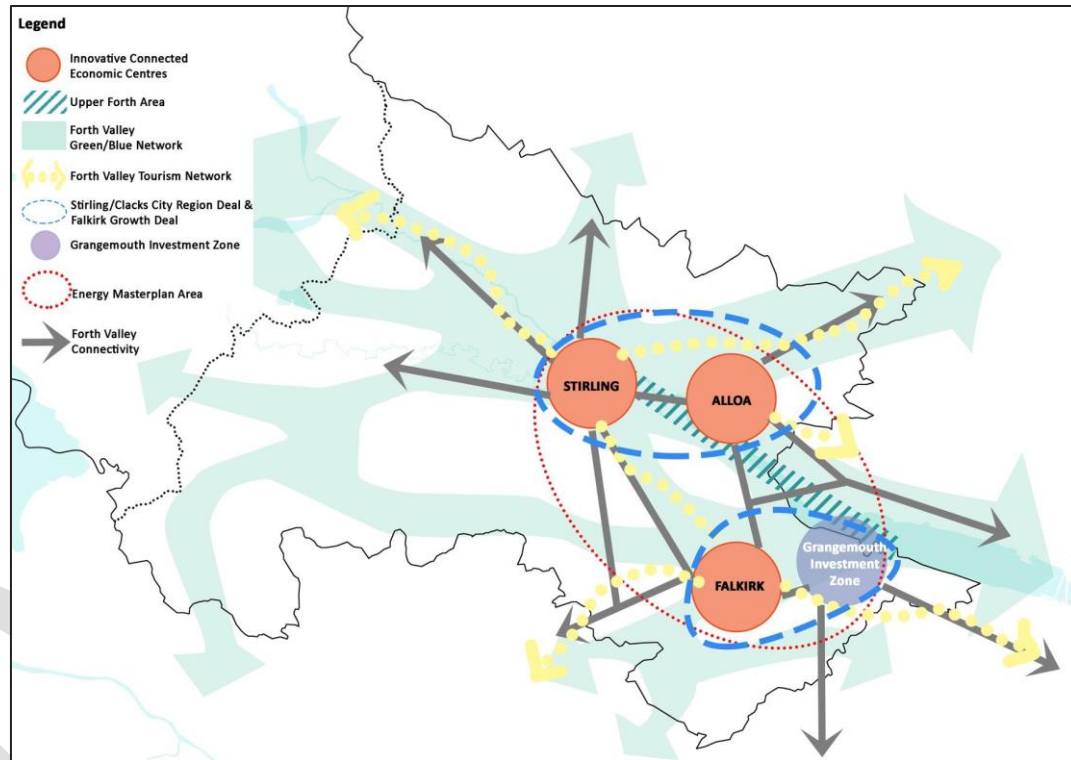 Legend
Innovative Connected
Economic Centres
Upper Forth Area
Forth Valley
Green/Blue Network
Forth Valley Tourism Network
Stirling/Clacks City Region Deal &
Falkirk Growth Deal
Grangemouth Investment Zone
Energy Masterplan Area
Forth Valley
Connectivity
STIRLING
ALLOA
Grangemouth
Investment
Zone
FALKIRK